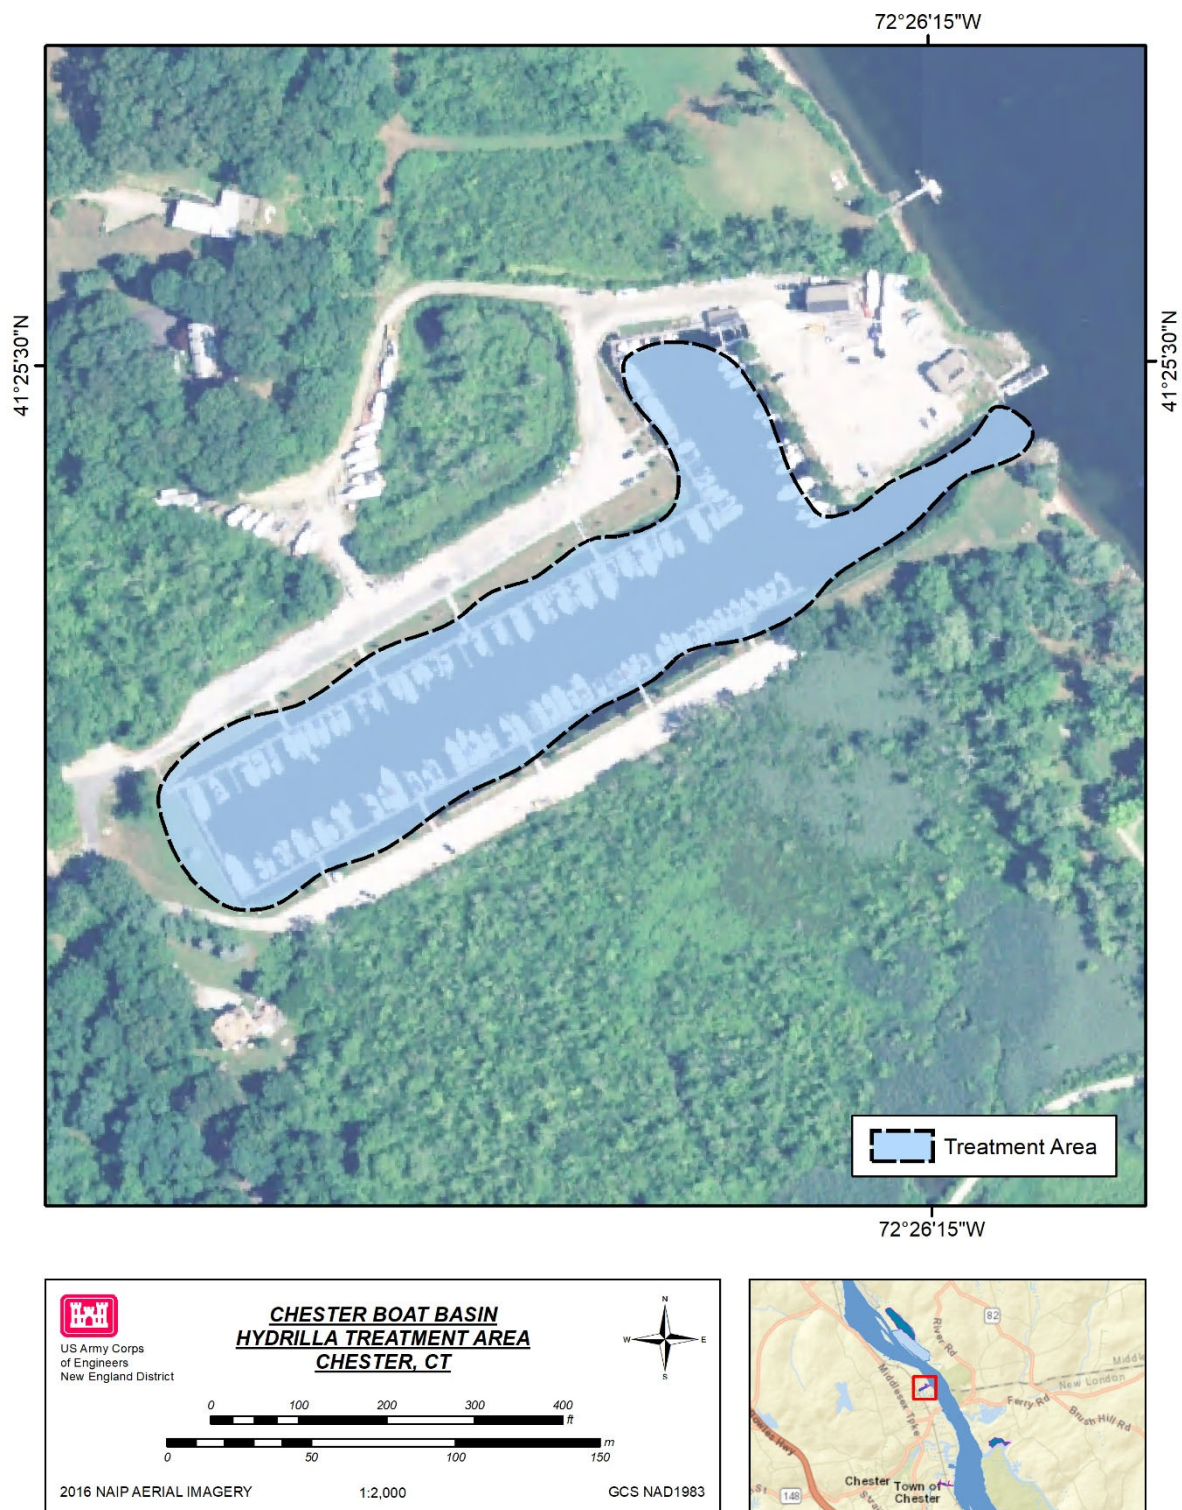 72°26'15"W
41°25'30"N
41°25'30"N
Treatment Area
72°26'15"W
US Army Corps
of Engineers
New England District
CHESTER BOAT BASIN
HYDRILLA TREATMENT AREA
CHESTER, CT
N
W E
S
0 100 200 300 400
ft
m
0 50 100 150
2016 NAIP AERIAL IMAGERY 1:2,000 GCS NAD1983
82
River Rd
Middlesex Tpke
Middle
New London
Ferry Rd
Brush Hill Rd
Hwy
Chester
Town of
Chester
148